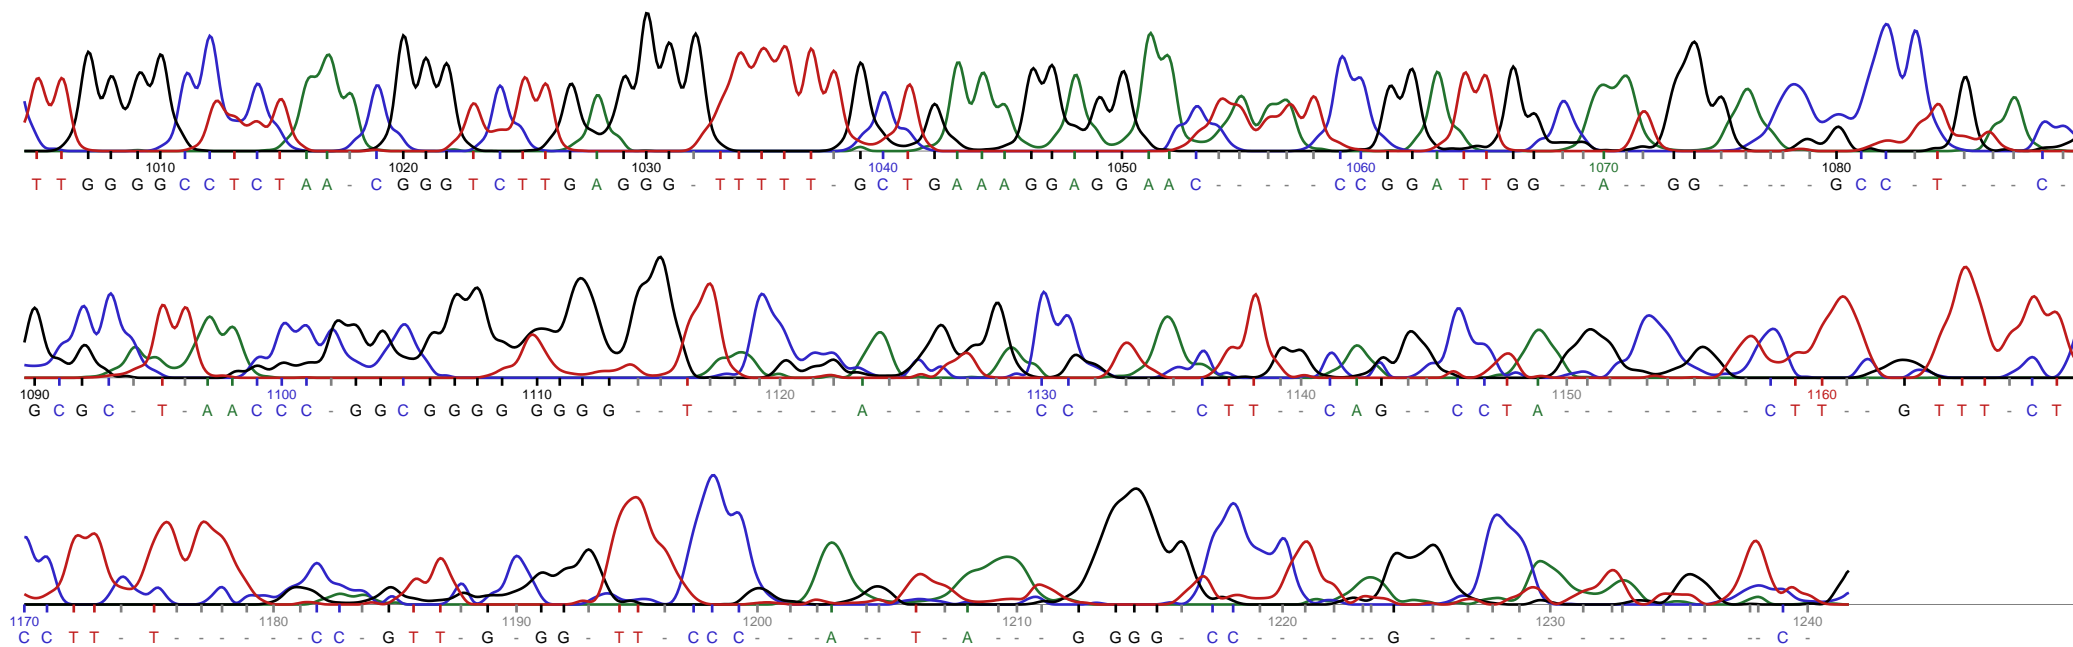 1010 1020 1030 1040 1050 1060 1070 1080
T T G G G G C C T C T A A - C G G G T C T T G A G G G - T T T T T - G C T G A A A G G A G G A A C - - - - - C C G G A T T G G - - A - - G G - - - - - G C C - T - - - C -
1090 1100 1110 1120 1130 1140 1150 1160
G C G C - T - A A C C C - G G C G G G G G G G G - - T - - - - - - A - - - - - - C C - - - - C T T - - C A G - - C C T A - - - - - - - - C T T - - G T T T - C T
1170 1180 1190 1200 1210 1220 1230 1240
C C T T - T - - - - - - C C - G T T - G - G G - T T - C C C - - - A - - T - A - - - G G G G - C C - - - - - - G - - - - - - - - - - - - - - C -